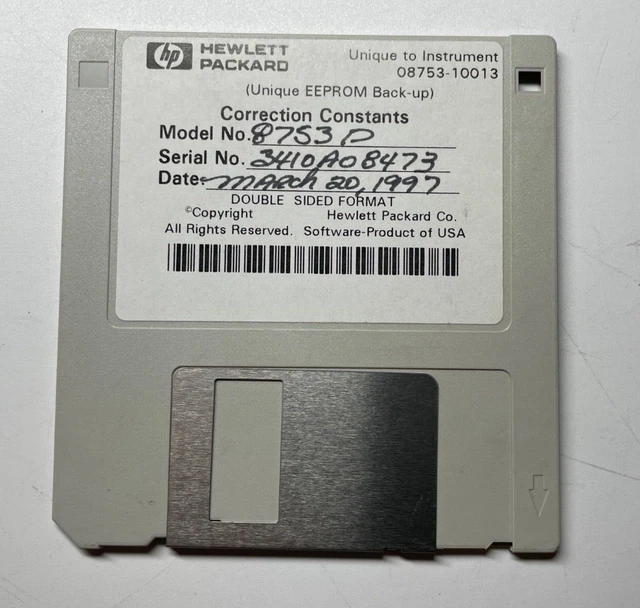 hp HEWLETT
PACKARD
Unique to Instrument
08753-10013
(Unique EEPROM Back-up)
Correction Constants
Model No. 8753D
Serial No. 3410A08473
Date: March 20, 1997
DOUBLE SIDED FORMAT
©Copyright Hewlett Packard Co.
All Rights Reserved. Software-Product of USA